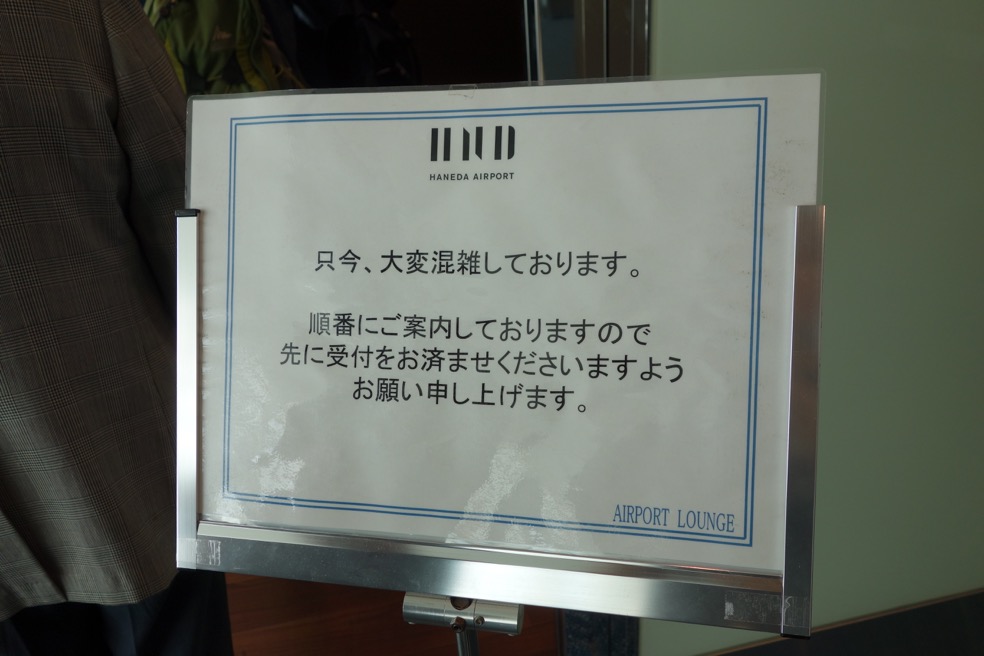 HND
HANEDA AIRPORT
只今、大変混雑しております。
順番にご案内しておりますので
先に受付をお済ませくださいますよう
お願い申し上げます。
AIRPORT LOUNGE